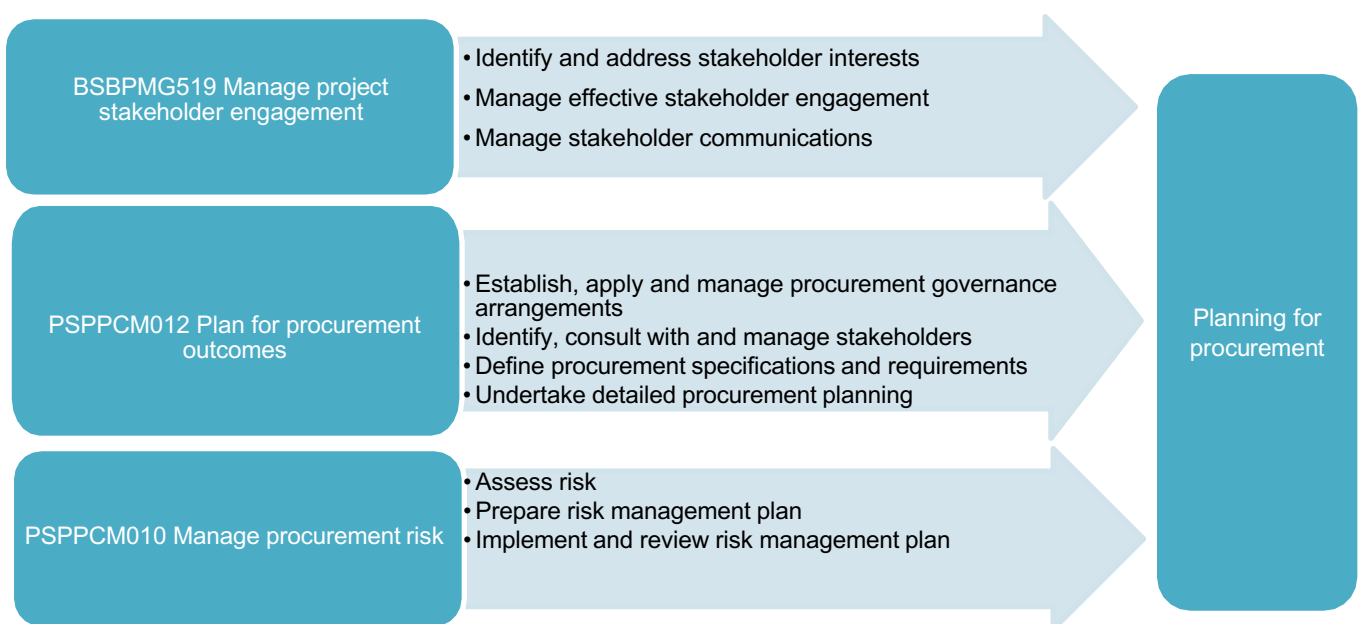 BSBPMG519 Manage project
stakeholder engagement
• Identify and address stakeholder interests
• Manage effective stakeholder engagement
• Manage stakeholder communications
PSPPCM012 Plan for procurement
outcomes
• Establish, apply and manage procurement governance
arrangements
• Identify, consult with and manage stakeholders
• Define procurement specifications and requirements
• Undertake detailed procurement planning
PSPPCM010 Manage procurement risk
• Assess risk
• Prepare risk management plan
• Implement and review risk management plan
Planning for
procurement